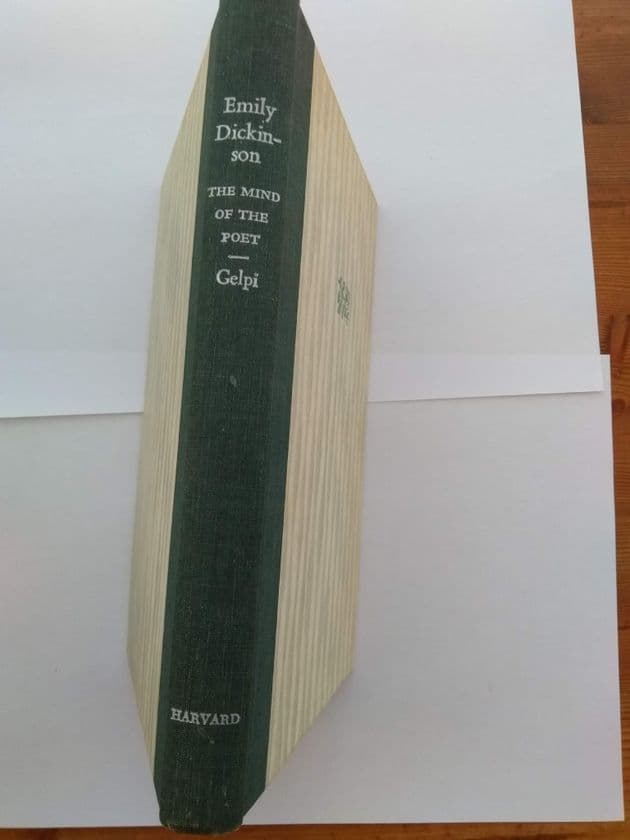 Emily
Dickin-
son
THE MIND
OF THE
POET
Gelpi
HARVARD